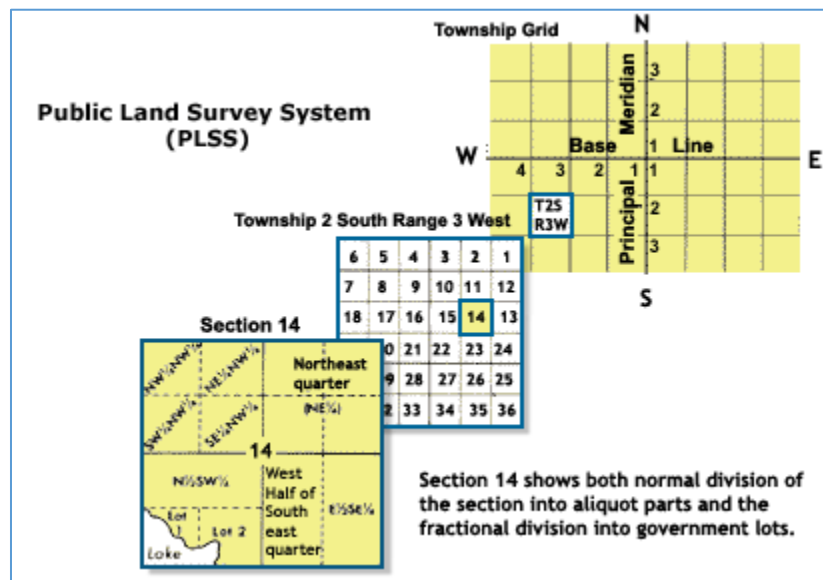 Township Grid
N
Public Land Survey System
(PLSS)
Meridian
3
2
1
W
Base Line
E
4 3 2 1 1
T2S
R3W
Principal
2
3
S
Township 2 South Range 3 West
6 5 4 3 2 1
7 8 9 10 11 12
18 17 16 15 14 13
0 21 22 23 24
9 28 27 26 25
2 33 34 35 36
Section 14
NW¼NW¼
NE¼NW¼
Northeast
quarter
(NE¼)
SW¼NW¼
SE¼NW¼
14
N½SW¼
West
Half of
South
east
quarter
E½SE¼
Lot
1
Lot 2
Lake
Section 14 shows both normal division of
the section into aliquot parts and the
fractional division into government lots.